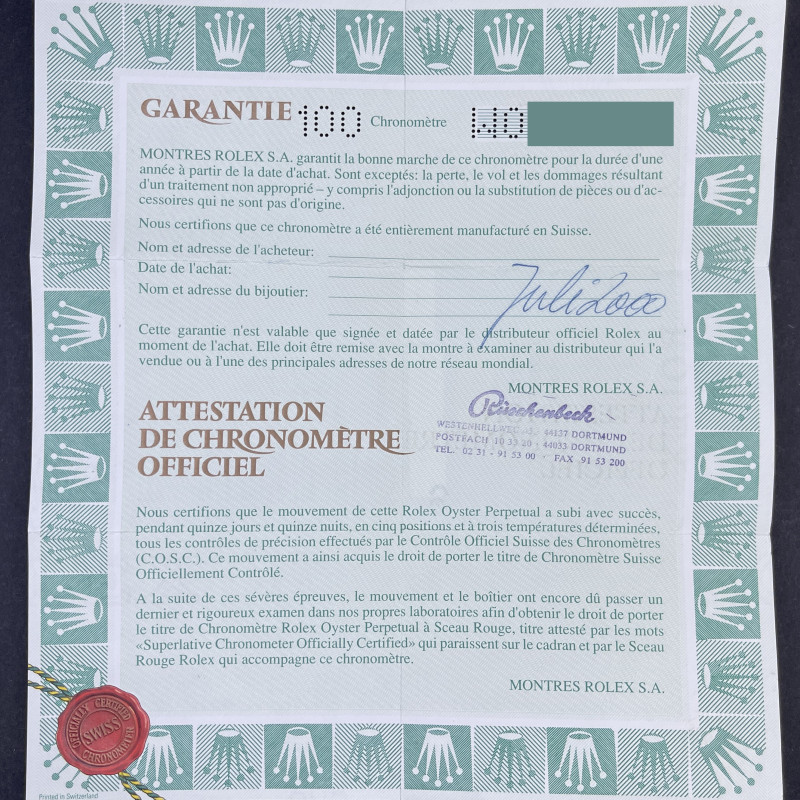 GARANTIE 100 Chronomètre
MONTRES ROLEX S.A. garantit la bonne marche de ce chronomètre pour la durée d'une
année à partir de la date d'achat. Sont exceptés: la perte, le vol et les dommages résultant
d'un traitement non approprié – y compris l'adjonction ou la substitution de pièces ou d'ac-
cessoires qui ne sont pas d'origine.
Nous certifions que ce chronomètre a été entièrement manufacturé en Suisse.
Nom et adresse de l'acheteur:
Date de l'achat:
Nom et adresse du bijoutier:
Juli 2000
Cette garantie n'est valable que signée et datée par le distributeur officiel Rolex au
moment de l'achat. Elle doit être remise avec la montre à examiner au distributeur qui l'a
vendue ou à l'une des principales adresses de notre réseau mondial.
MONTRES ROLEX S.A.
Rüschenbeck
44137 DORTMUND
POSTFACH 10 33 20 · 44033 DORTMUND
TEL. 02 31 - 91 53 00 · FAX 91 53 200
ATTESTATION
DE CHRONOMÈTRE
OFFICIEL
Nous certifions que le mouvement de cette Rolex Oyster Perpetual a subi avec succès,
pendant quinze jours et quinze nuits, en cinq positions et à trois températures déterminées,
tous les contrôles de précision effectués par le Contrôle Officiel Suisse des Chronomètres
(C.O.S.C.). Ce mouvement a ainsi acquis le droit de porter le titre de Chronomètre Suisse
Officiellement Contrôlé.
A la suite de ces sévères épreuves, le mouvement et le boîtier ont encore dû passer un
dernier et rigoureux examen dans nos propres laboratoires afin d'obtenir le droit de porter
le titre de Chronomètre Rolex Oyster Perpetual à Sceau Rouge, titre attesté par les mots
«Superlative Chronometer Officially Certified» qui paraissent sur le cadran et par le Sceau
Rouge Rolex qui accompagne ce chronomètre.
MONTRES ROLEX S.A.
OFFICIALLY CERTIFIED
SWISS
CHRONOMETER
Printed in Switzerland